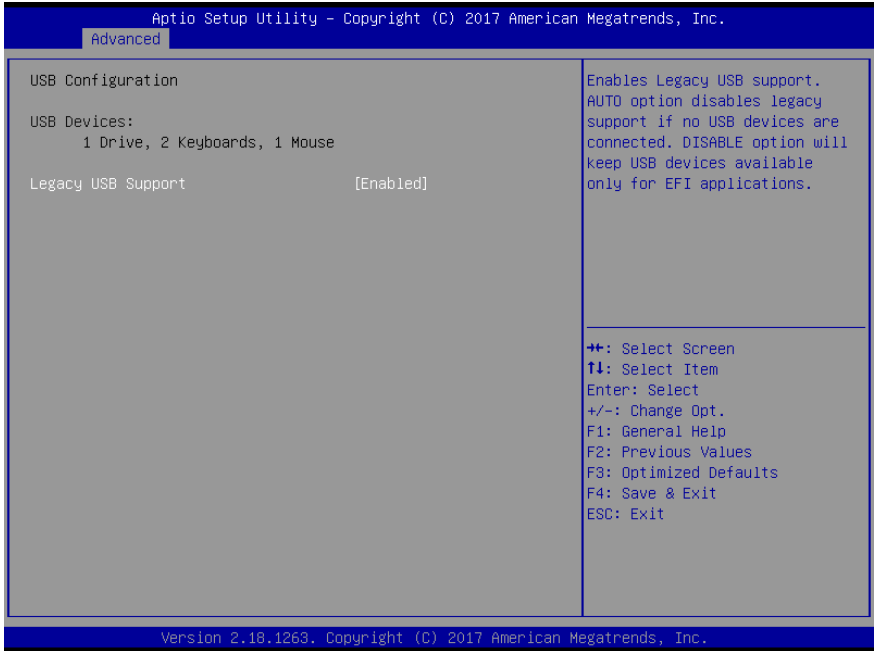 Aptio Setup Utility – Copyright (C) 2017 American Megatrends, Inc.
Advanced
USB Configuration
USB Devices:
1 Drive, 2 Keyboards, 1 Mouse
Legacy USB Support [Enabled]
Enables Legacy USB support.
AUTO option disables legacy
support if no USB devices are
connected. DISABLE option will
keep USB devices available
only for EFI applications.
→←: Select Screen
↑↓: Select Item
Enter: Select
+/-: Change Opt.
F1: General Help
F2: Previous Values
F3: Optimized Defaults
F4: Save & Exit
ESC: Exit
Version 2.18.1263. Copyright (C) 2017 American Megatrends, Inc.